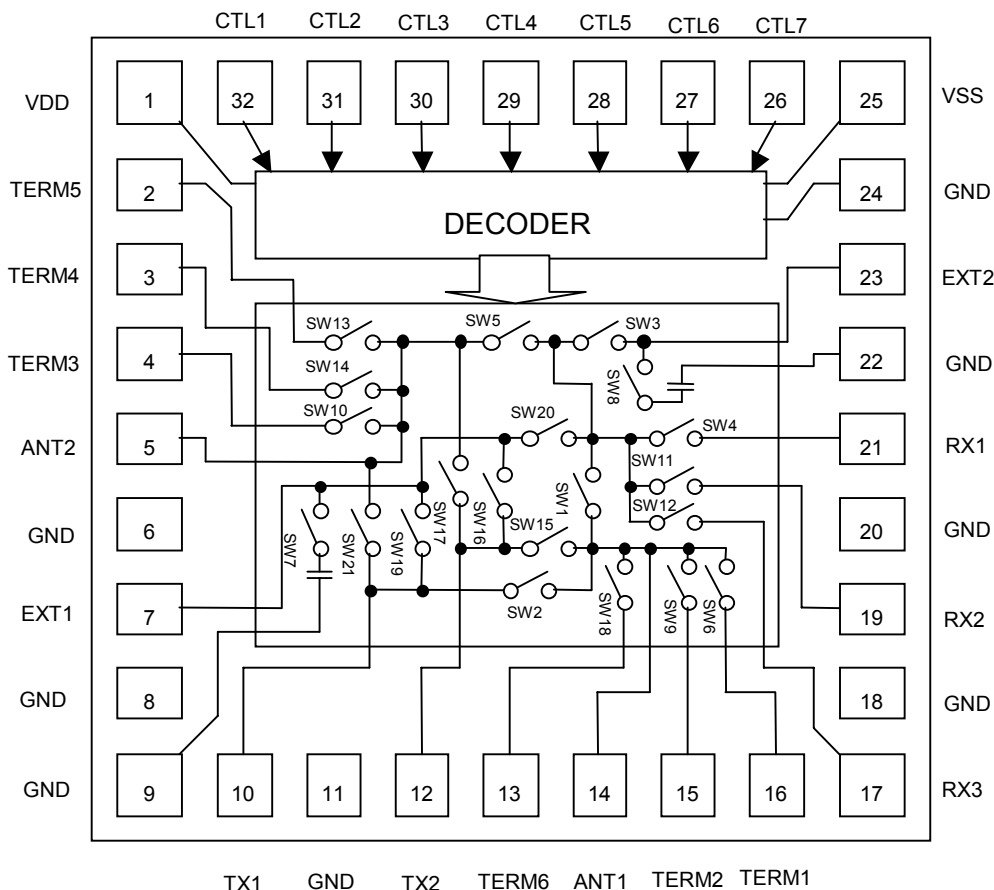 CTL1 CTL2 CTL3 CTL4 CTL5 CTL6 CTL7
VDD 1 32 31 30 29 28 27 26 25 VSS
TERM5 2 24 GND
DECODER
TERM4 3 23 EXT2
SW13 SW5 SW3
TERM3 4 SW14 SW8 22 GND
SW10
ANT2 5 SW20 SW4 21 RX1
SW11
SW12
GND 6 SW7 SW21 SW19 SW17 SW16 SW15 SW1 20 GND
EXT1 7 SW2 SW18 SW9 SW6 19 RX2
GND 8 18 GND
GND 9 10 11 12 13 14 15 16 17 RX3
TX1 GND TX2 TERM6 ANT1 TERM2 TERM1